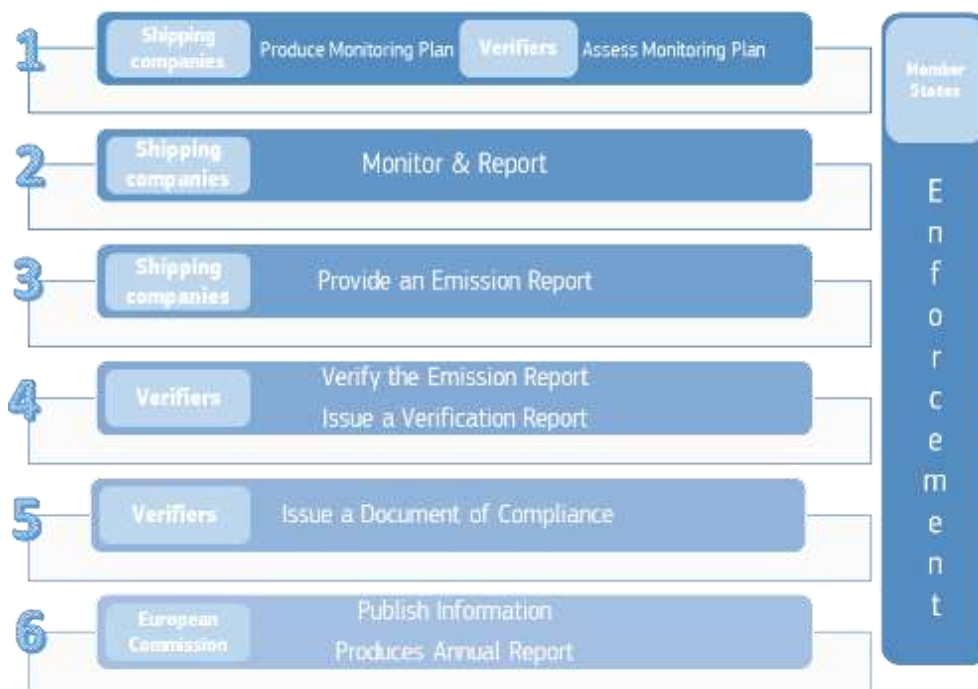 1
Shipping
companies
Produce Monitoring Plan
Verifiers
Assess Monitoring Plan
2
Shipping
companies
Monitor & Report
3
Shipping
companies
Provide an Emission Report
4
Verifiers
Verify the Emission Report
Issue a Verification Report
5
Verifiers
Issue a Document of Compliance
6
European
Commission
Publish Information
Produces Annual Report
Member
States
Enforcement